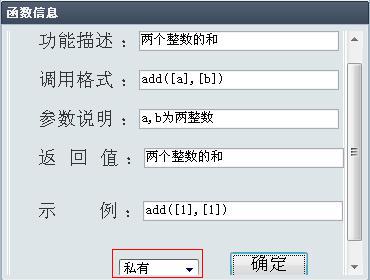 函数信息
功能描述： 两个整数的和
调用格式： add([a],[b])
参数说明： a,b为两整数
返 回 值： 两个整数的和
示 例： add([1],[1])
私有 确定